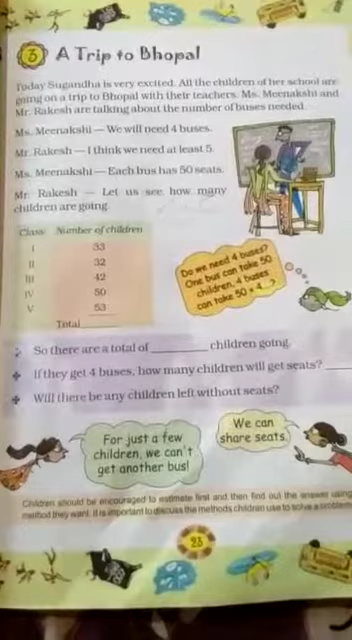 3 A Trip to Bhopal
Today Sugandha is very excited. All the children of her school are
going on a trip to Bhopal with their teachers. Ms. Meenakshi and
Mr. Rakesh are talking about the number of buses needed.
Ms. Meenakshi — We will need 4 buses.
Mr. Rakesh — I think we need at least 5.
Ms. Meenakshi — Each bus has 50 seats.
Mr. Rakesh — Let us see how many
children are going.
Class Number of children
I 33
II 32
III 42
IV 50
V 53
Total
Do we need 4 buses?
One bus can take 50
children, 4 buses
can take 50 × 4...?
So there are a total of ________ children going.
If they get 4 buses, how many children will get seats? ____
Will there be any children left without seats?
For just a few
children, we can't
get another bus!
We can
share seats.
Children should be encouraged to estimate first and then find out the answer using
method they want. It is important to discuss the methods children use to solve a problem
23